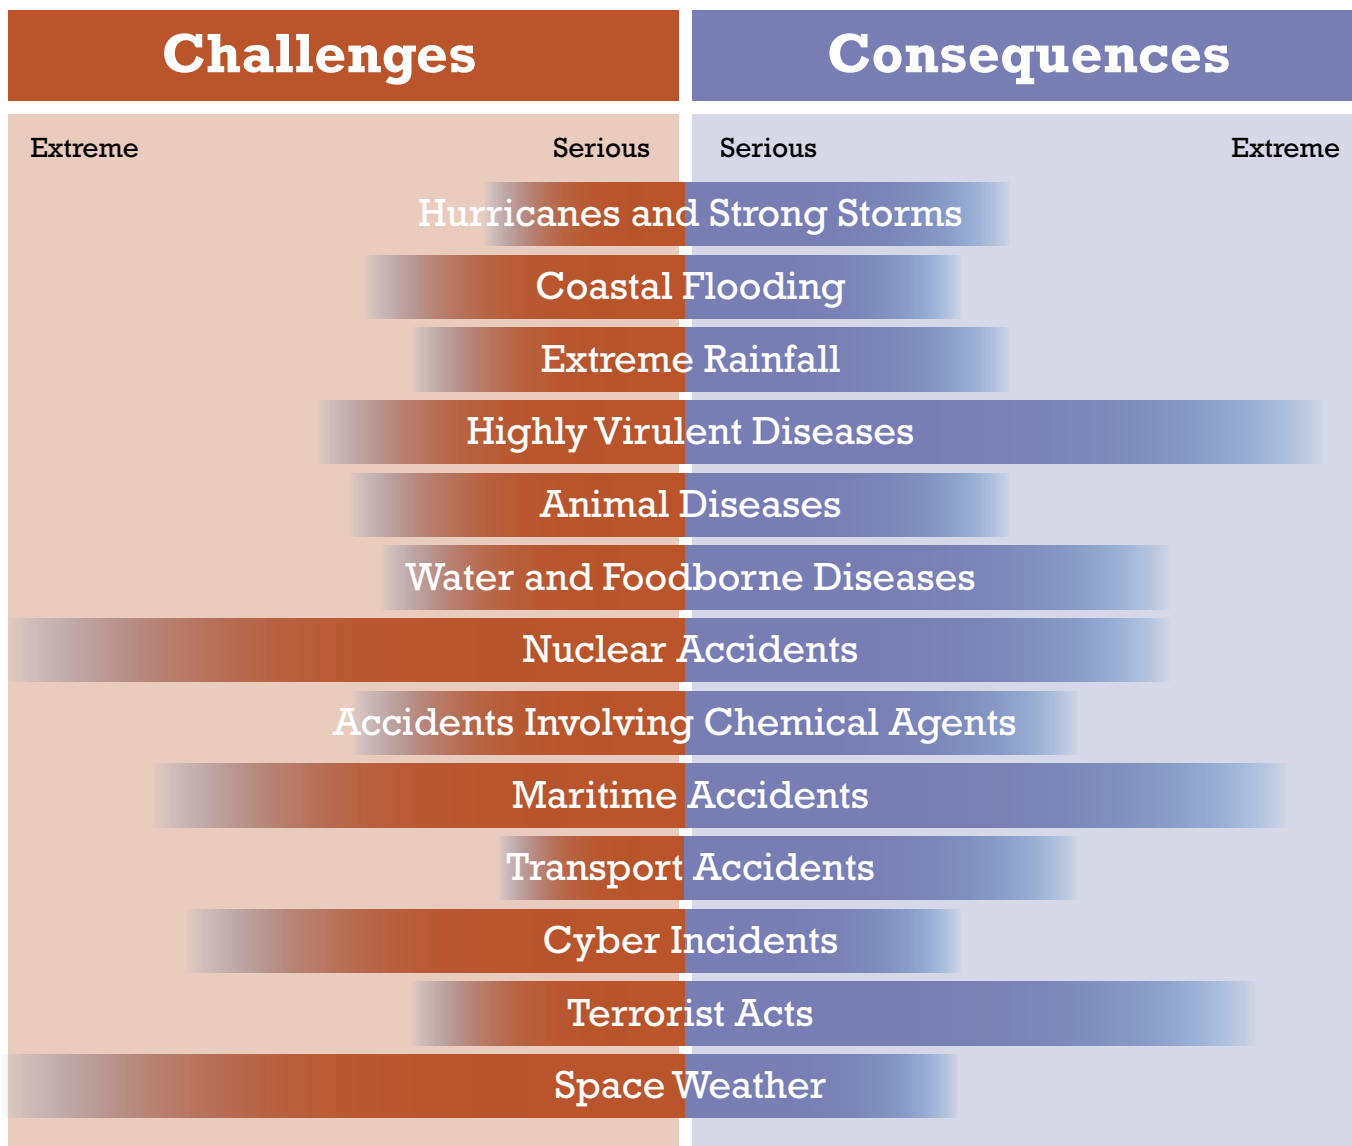 Challenges
Consequences
Extreme
Serious
Serious
Extreme
Hurricanes and Strong Storms
Coastal Flooding
Extreme Rainfall
Highly Virulent Diseases
Animal Diseases
Water and Foodborne Diseases
Nuclear Accidents
Accidents Involving Chemical Agents
Maritime Accidents
Transport Accidents
Cyber Incidents
Terrorist Acts
Space Weather